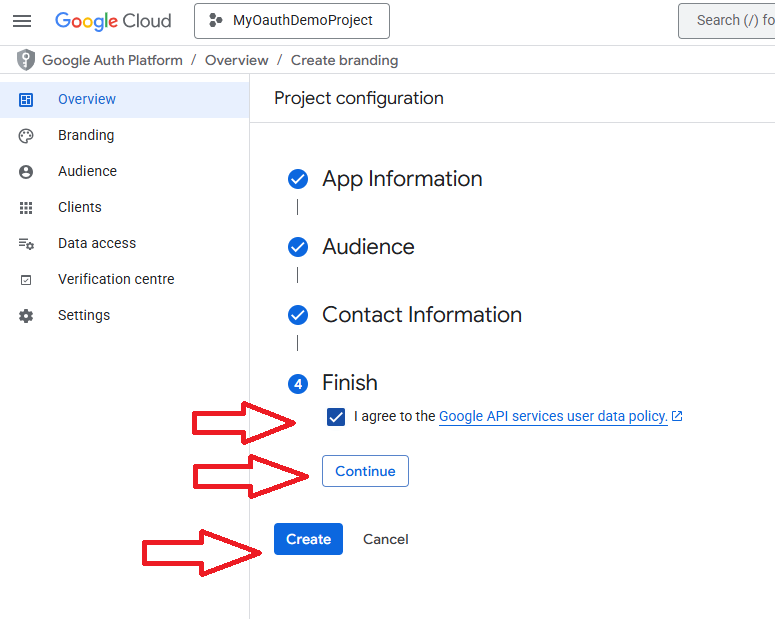 Google Cloud
MyOauthDemoProject
Search (/) fo
Google Auth Platform / Overview / Create branding
Overview
Branding
Audience
Clients
Data access
Verification centre
Settings
Project configuration
App Information
Audience
Contact Information
4 Finish
I agree to the Google API services user data policy.
Continue
Create Cancel